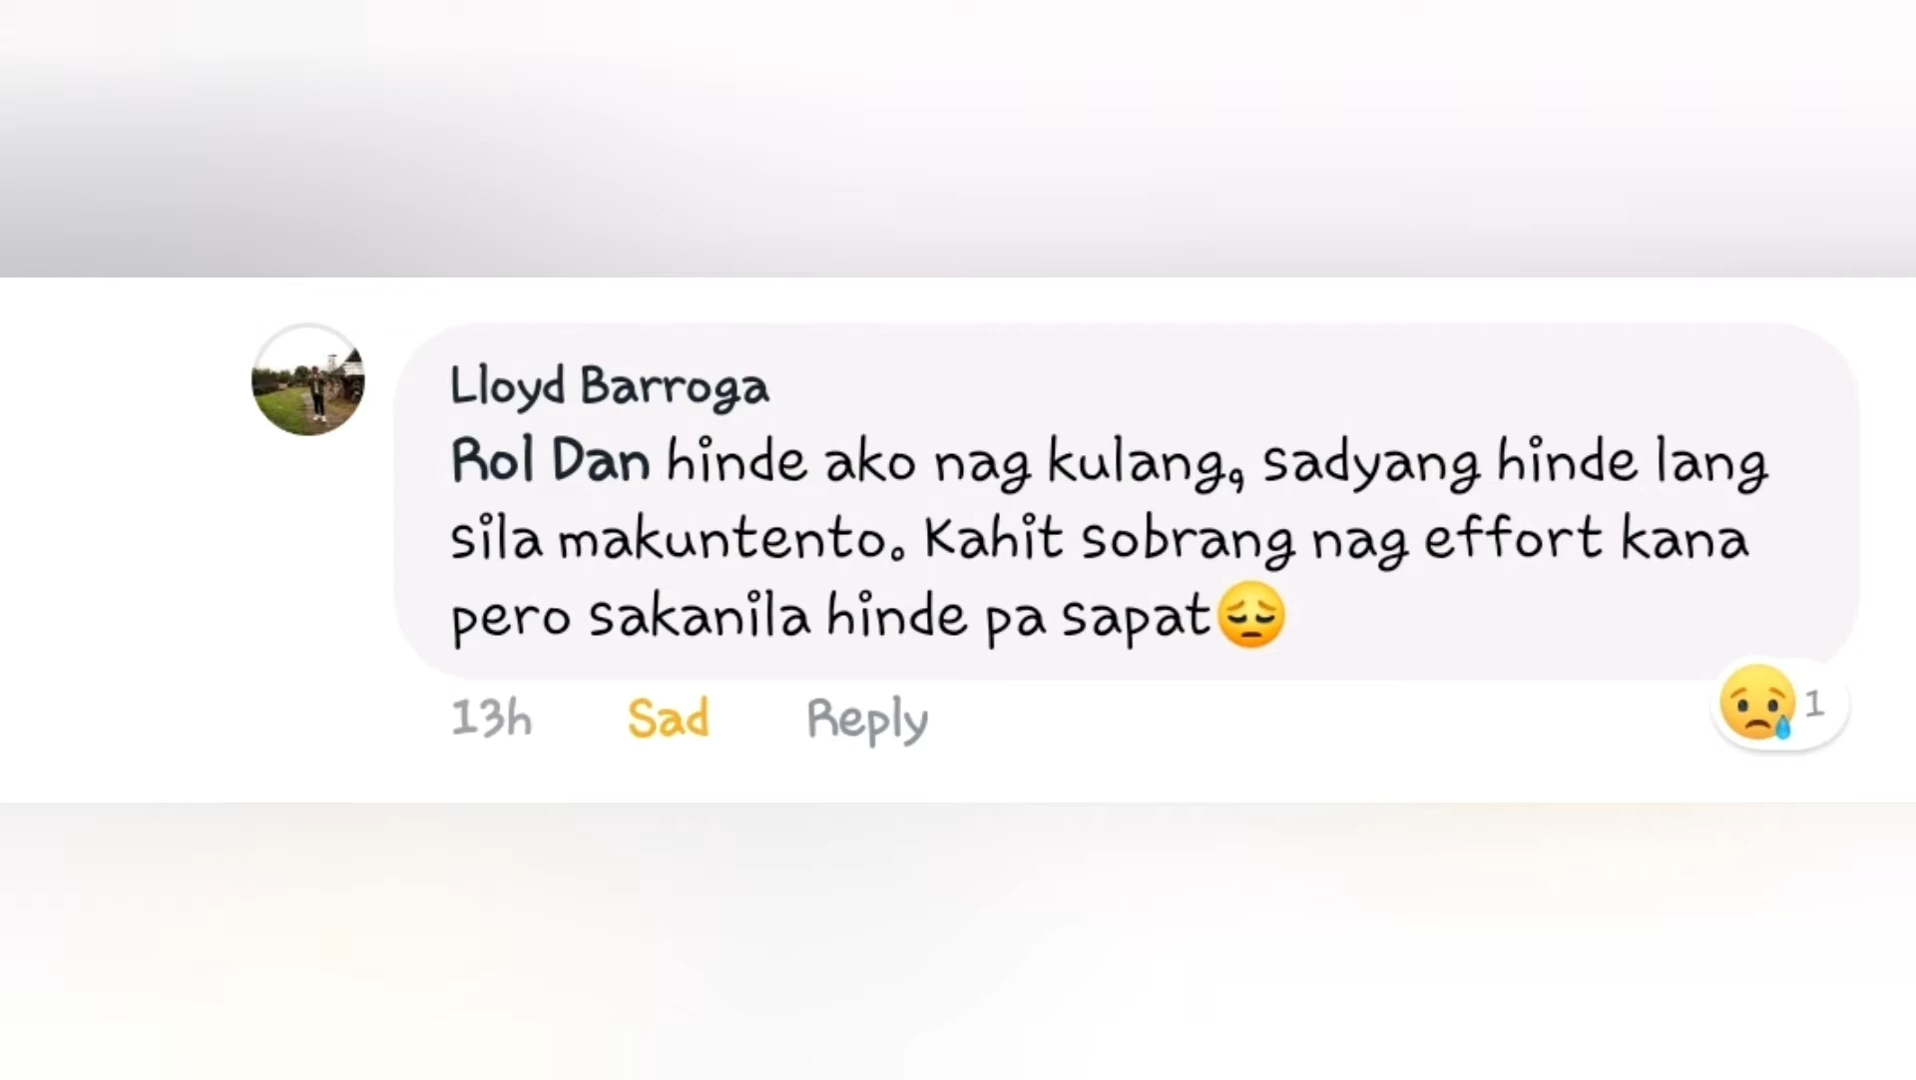 Lloyd Barroga
Rol Dan hinde ako nag kulang, sadyang hinde lang
sila makuntento. Kahit sobrang nag effort kana
pero sakanila hinde pa sapat😔
13h Sad Reply 1